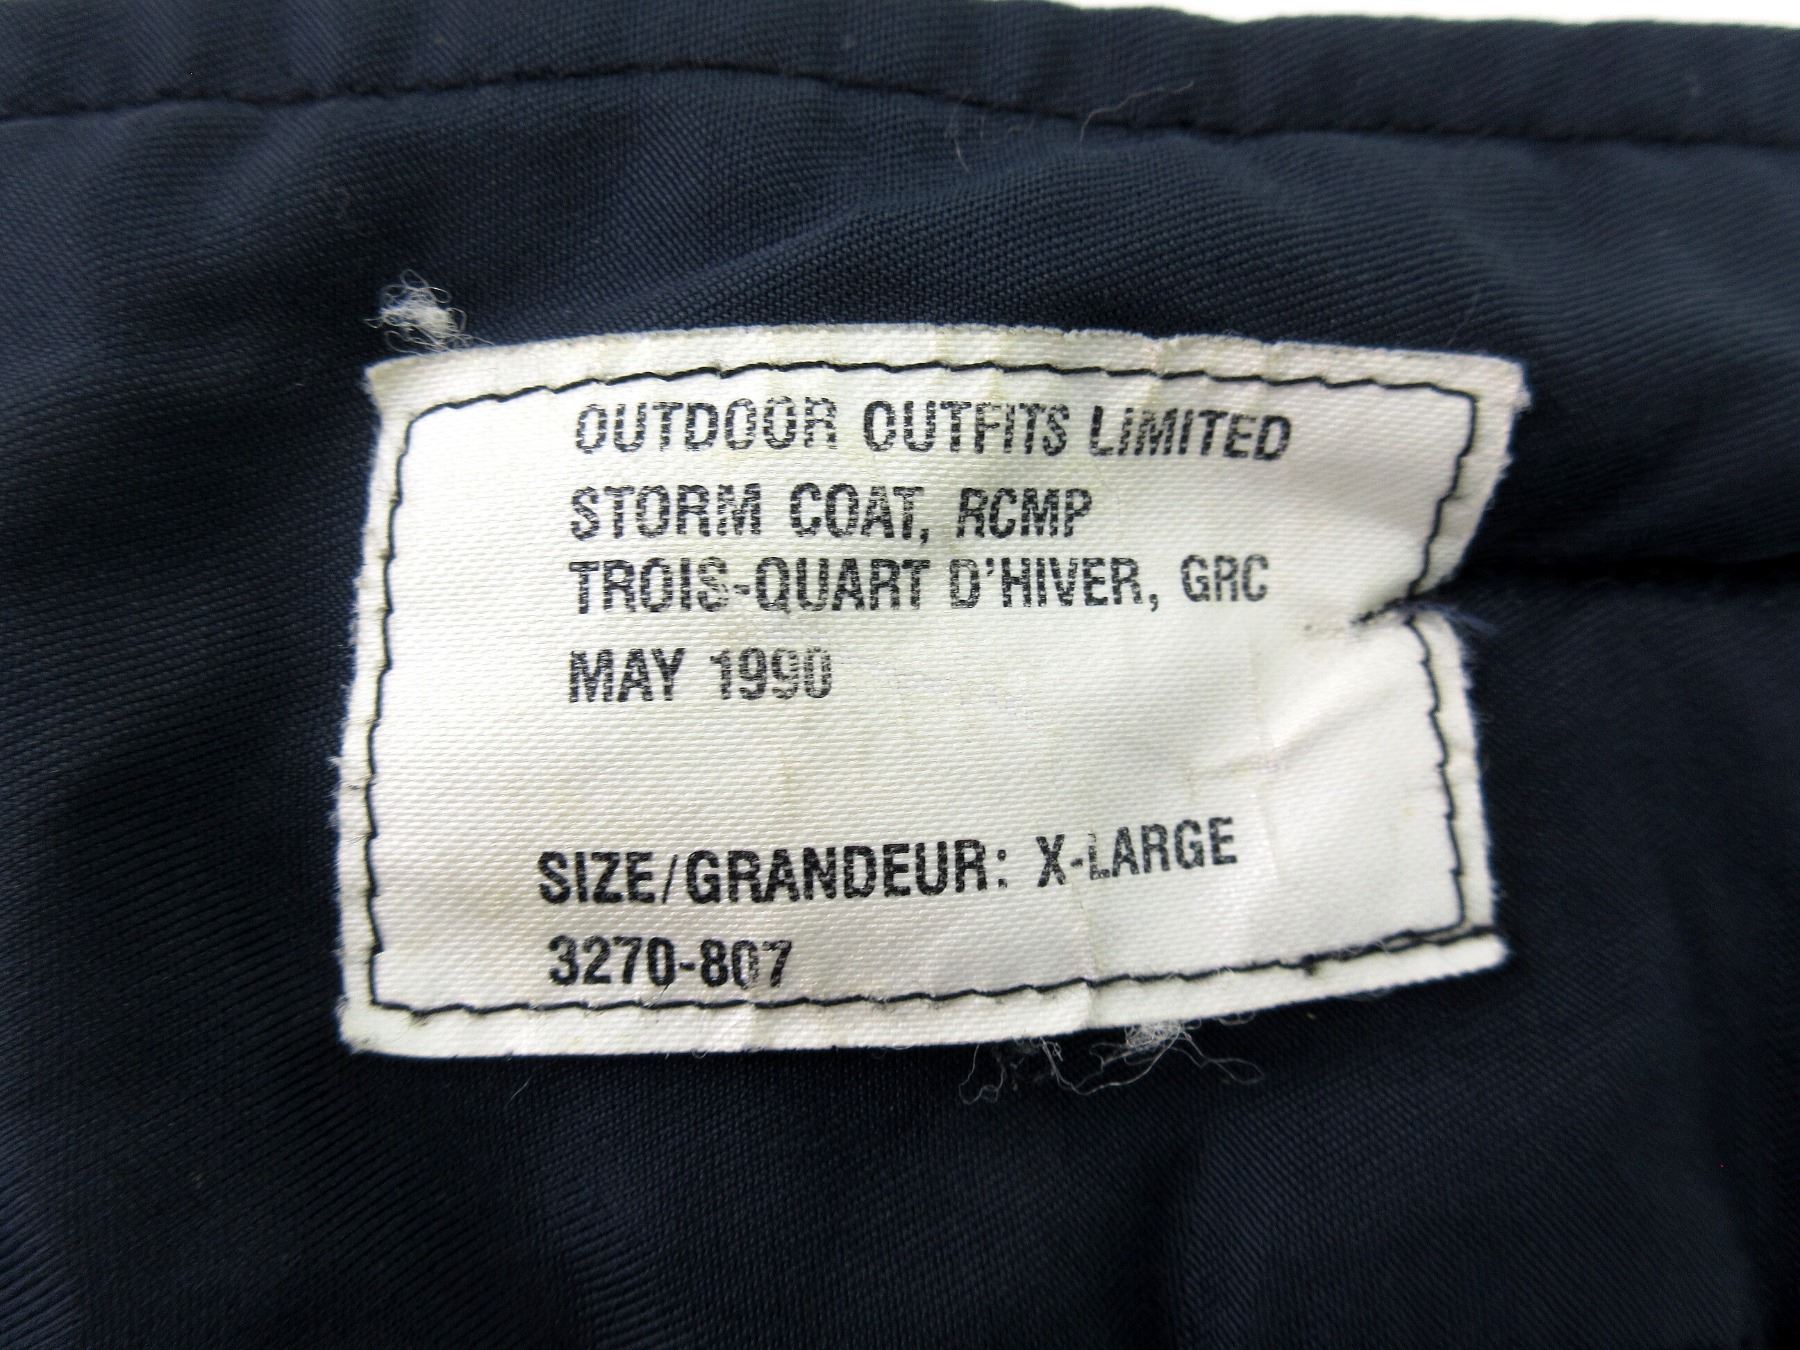 OUTDOOR OUTFITS LIMITED
STORM COAT, RCMP
TROIS-QUART D'HIVER, GRC
MAY 1990
SIZE/GRANDEUR: X-LARGE
3270-807